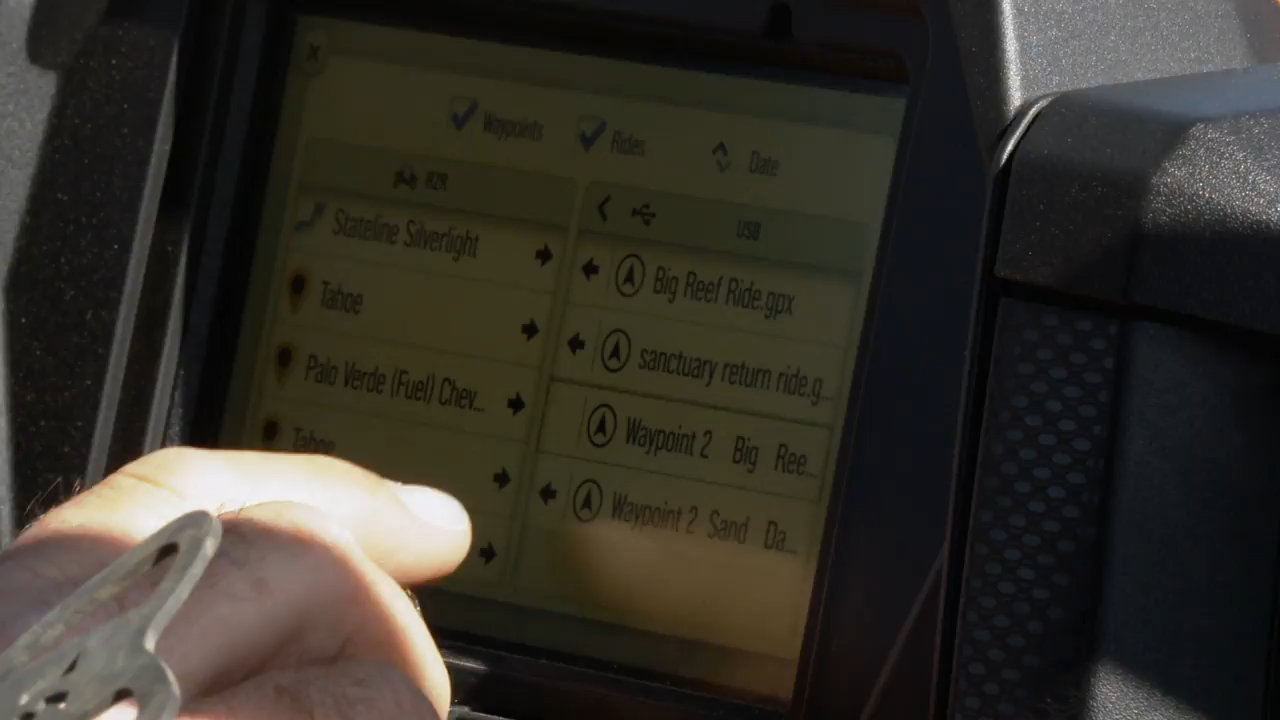 Waypoints Rides Date
RZR
USB
Stateline Silverlight
Tahoe
Palo Verde (Fuel) Chev...
Tahoe
Big Reef Ride.gpx
sanctuary return ride.g...
Waypoint 2 Big Ree...
Waypoint 2 Sand Da...